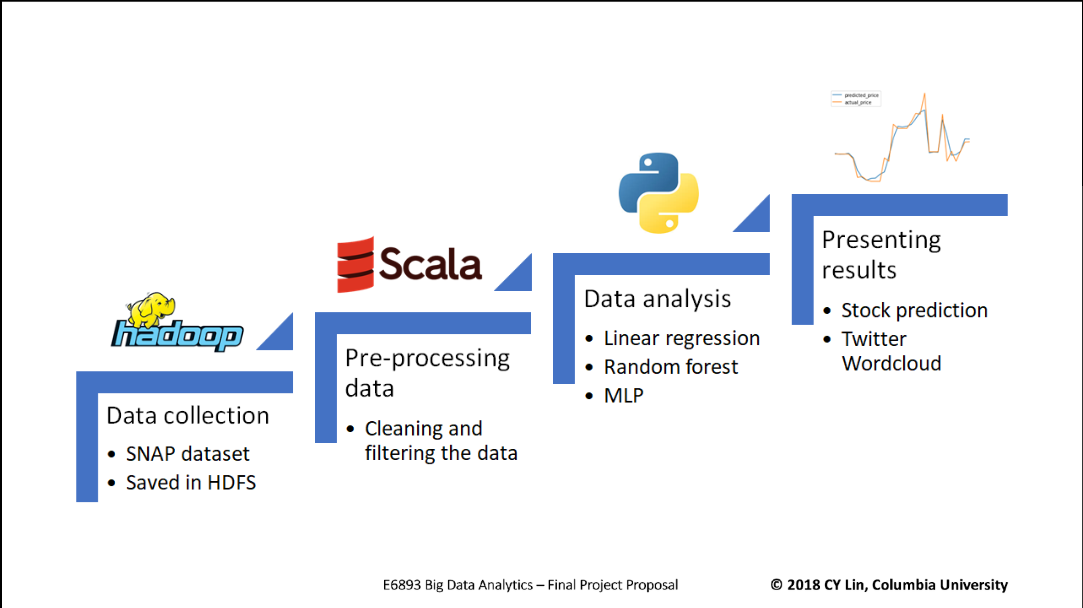 hadoop
Data collection
• SNAP dataset
• Saved in HDFS
Scala
Pre-processing
data
• Cleaning and
filtering the data
Data analysis
• Linear regression
• Random forest
• MLP
predicted_price
actual_price
Presenting
results
• Stock prediction
• Twitter
Wordcloud
E6893 Big Data Analytics – Final Project Proposal
© 2018 CY Lin, Columbia University